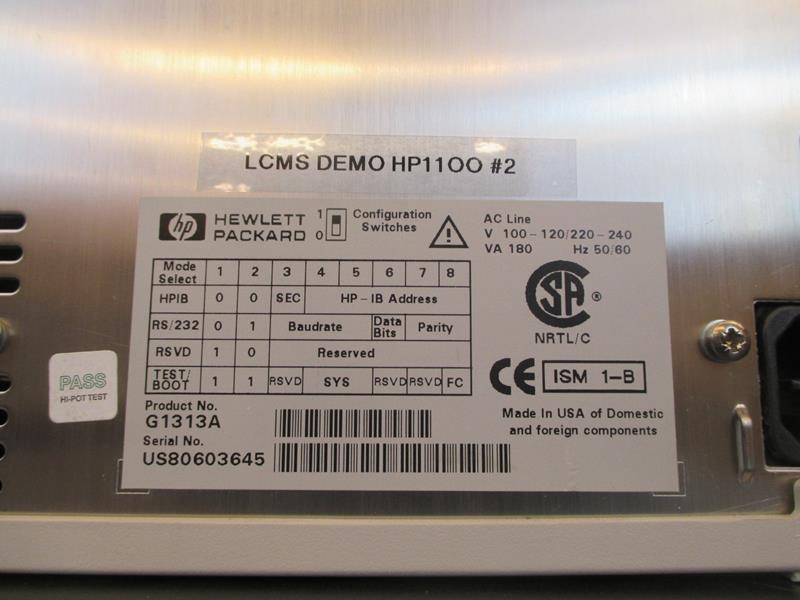 LCMS DEMO HP1100 #2
hp HEWLETT PACKARD
1 0 Configuration Switches
AC Line
V 100-120/220-240
VA 180 Hz 50/60
Mode Select 1 2 3 4 5 6 7 8
HPIB 0 0 SEC HP-IB Address
RS/232 0 1 Baudrate Data Bits Parity
RSVD 1 0 Reserved
TEST/BOOT 1 1 RSVD SYS RSVD RSVD FC
SA ®
NRTL/C
CE ISM 1-B
PASS
HI-POT TEST
Product No.
G1313A
Serial No.
US80603645
Made In USA of Domestic
and foreign components